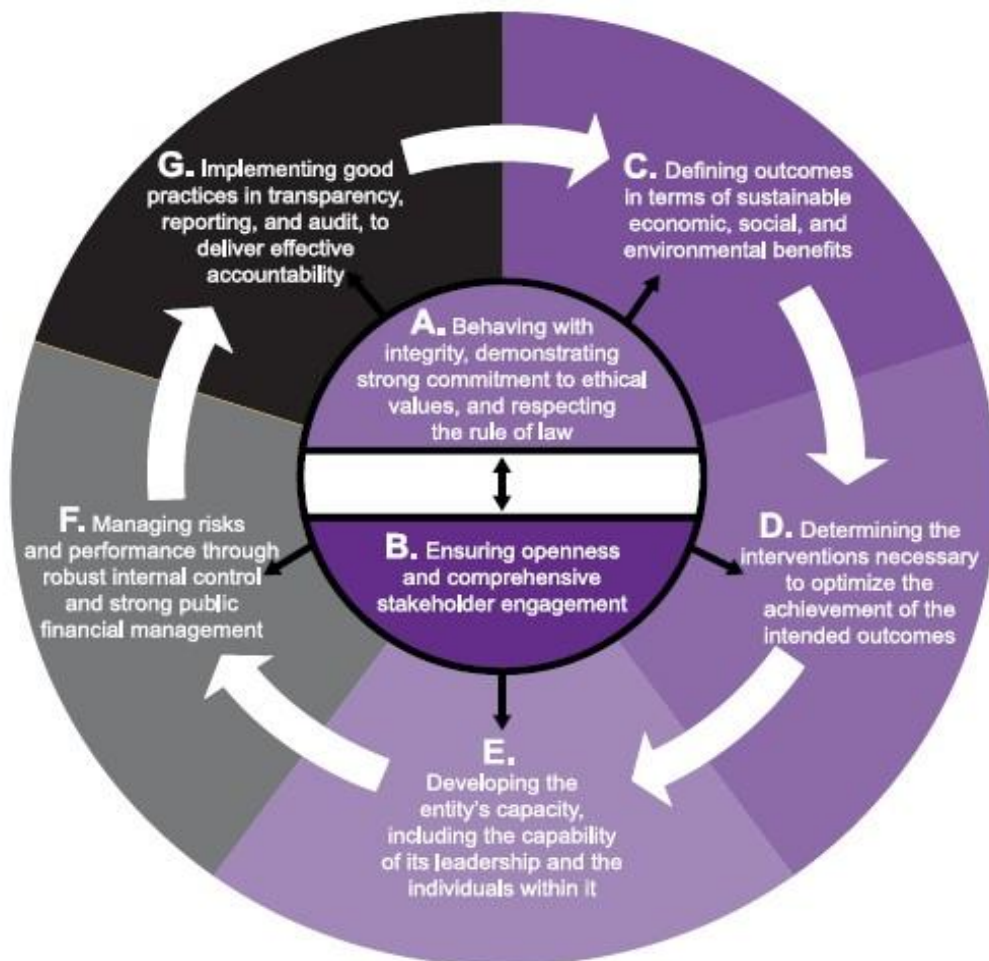 A. Behaving with
integrity, demonstrating
strong commitment to ethical
values, and respecting
the rule of law
B. Ensuring openness
and comprehensive
stakeholder engagement
C. Defining outcomes
in terms of sustainable
economic, social, and
environmental benefits
D. Determining the
interventions necessary
to optimize the
achievement of the
intended outcomes
E.
Developing the
entity's capacity,
including the capability
of its leadership and the
individuals within it
F. Managing risks
and performance through
robust internal control
and strong public
financial management
G. Implementing good
practices in transparency,
reporting, and audit, to
deliver effective
accountability